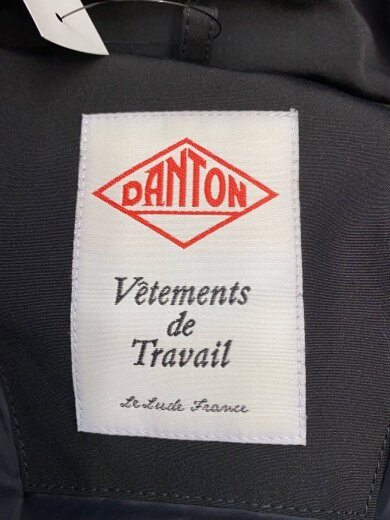 DANTON
Vêtements
de
Travail
Le Lude France